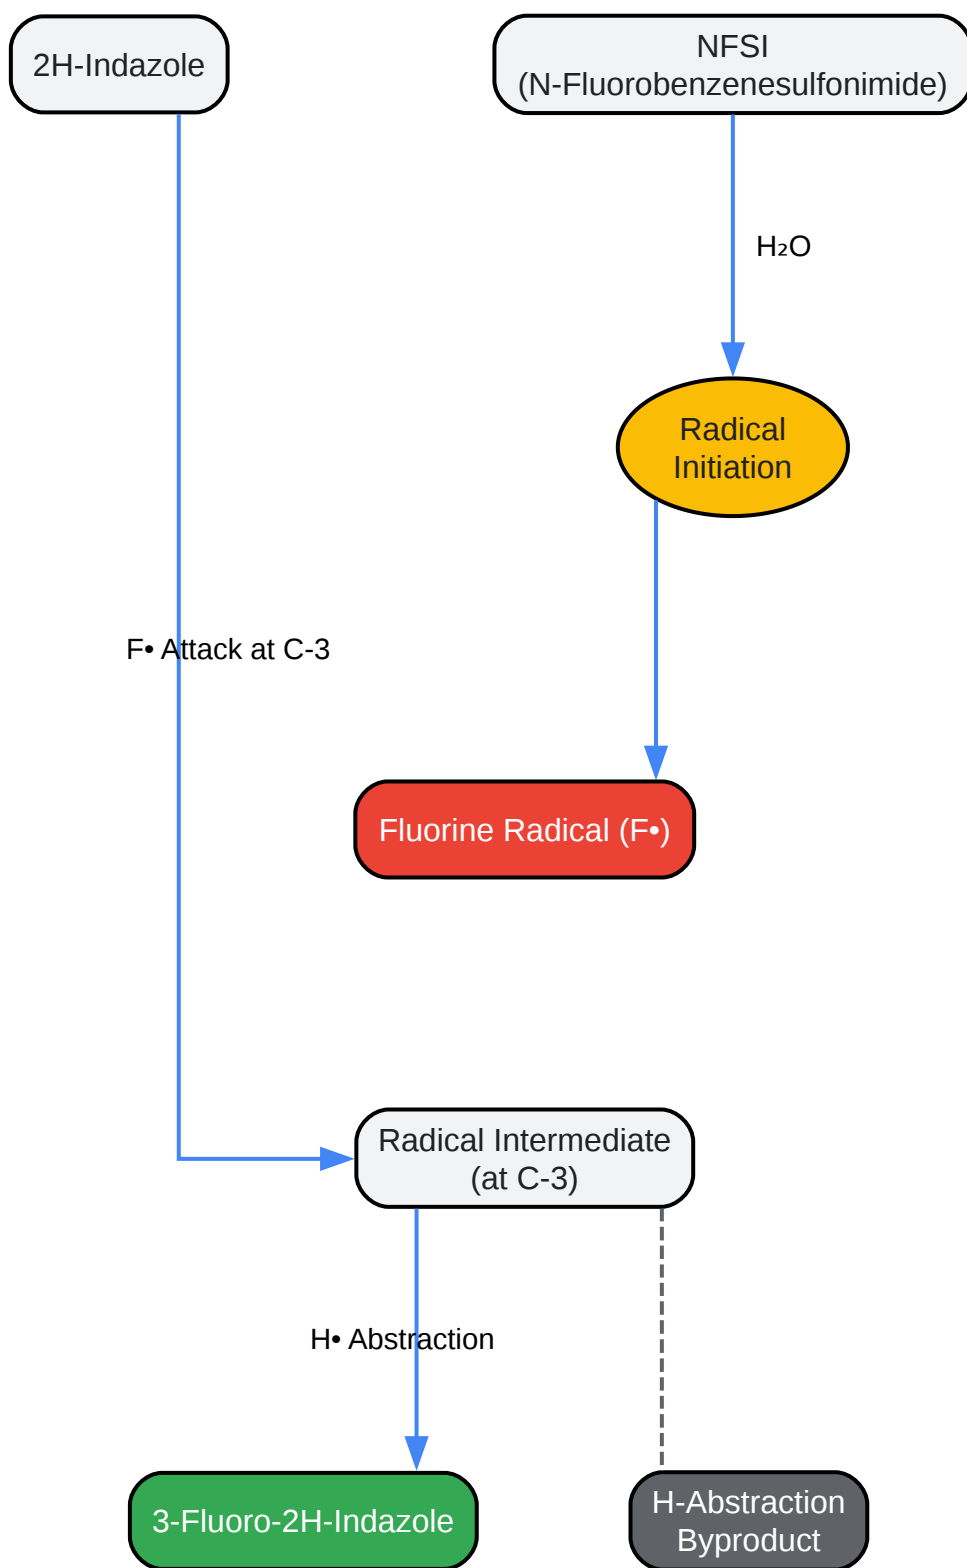 2H-Indazole
NFSI
(N-Fluorobenzenesulfonimide)
H₂O
Radical
Initiation
F• Attack at C-3
Fluorine Radical (F•)
Radical Intermediate
(at C-3)
H• Abstraction
3-Fluoro-2H-Indazole
H-Abstraction
Byproduct